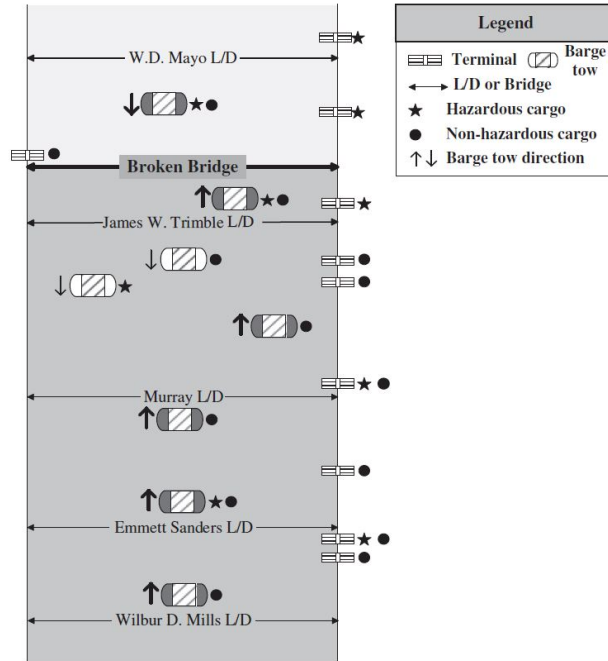 W.D. Mayo L/D
Broken Bridge
James W. Trimble L/D
Murray L/D
Emmett Sanders L/D
Wilbur D. Mills L/D
Legend
Terminal
Barge
tow
L/D or Bridge
Hazardous cargo
Non-hazardous cargo
Barge tow direction